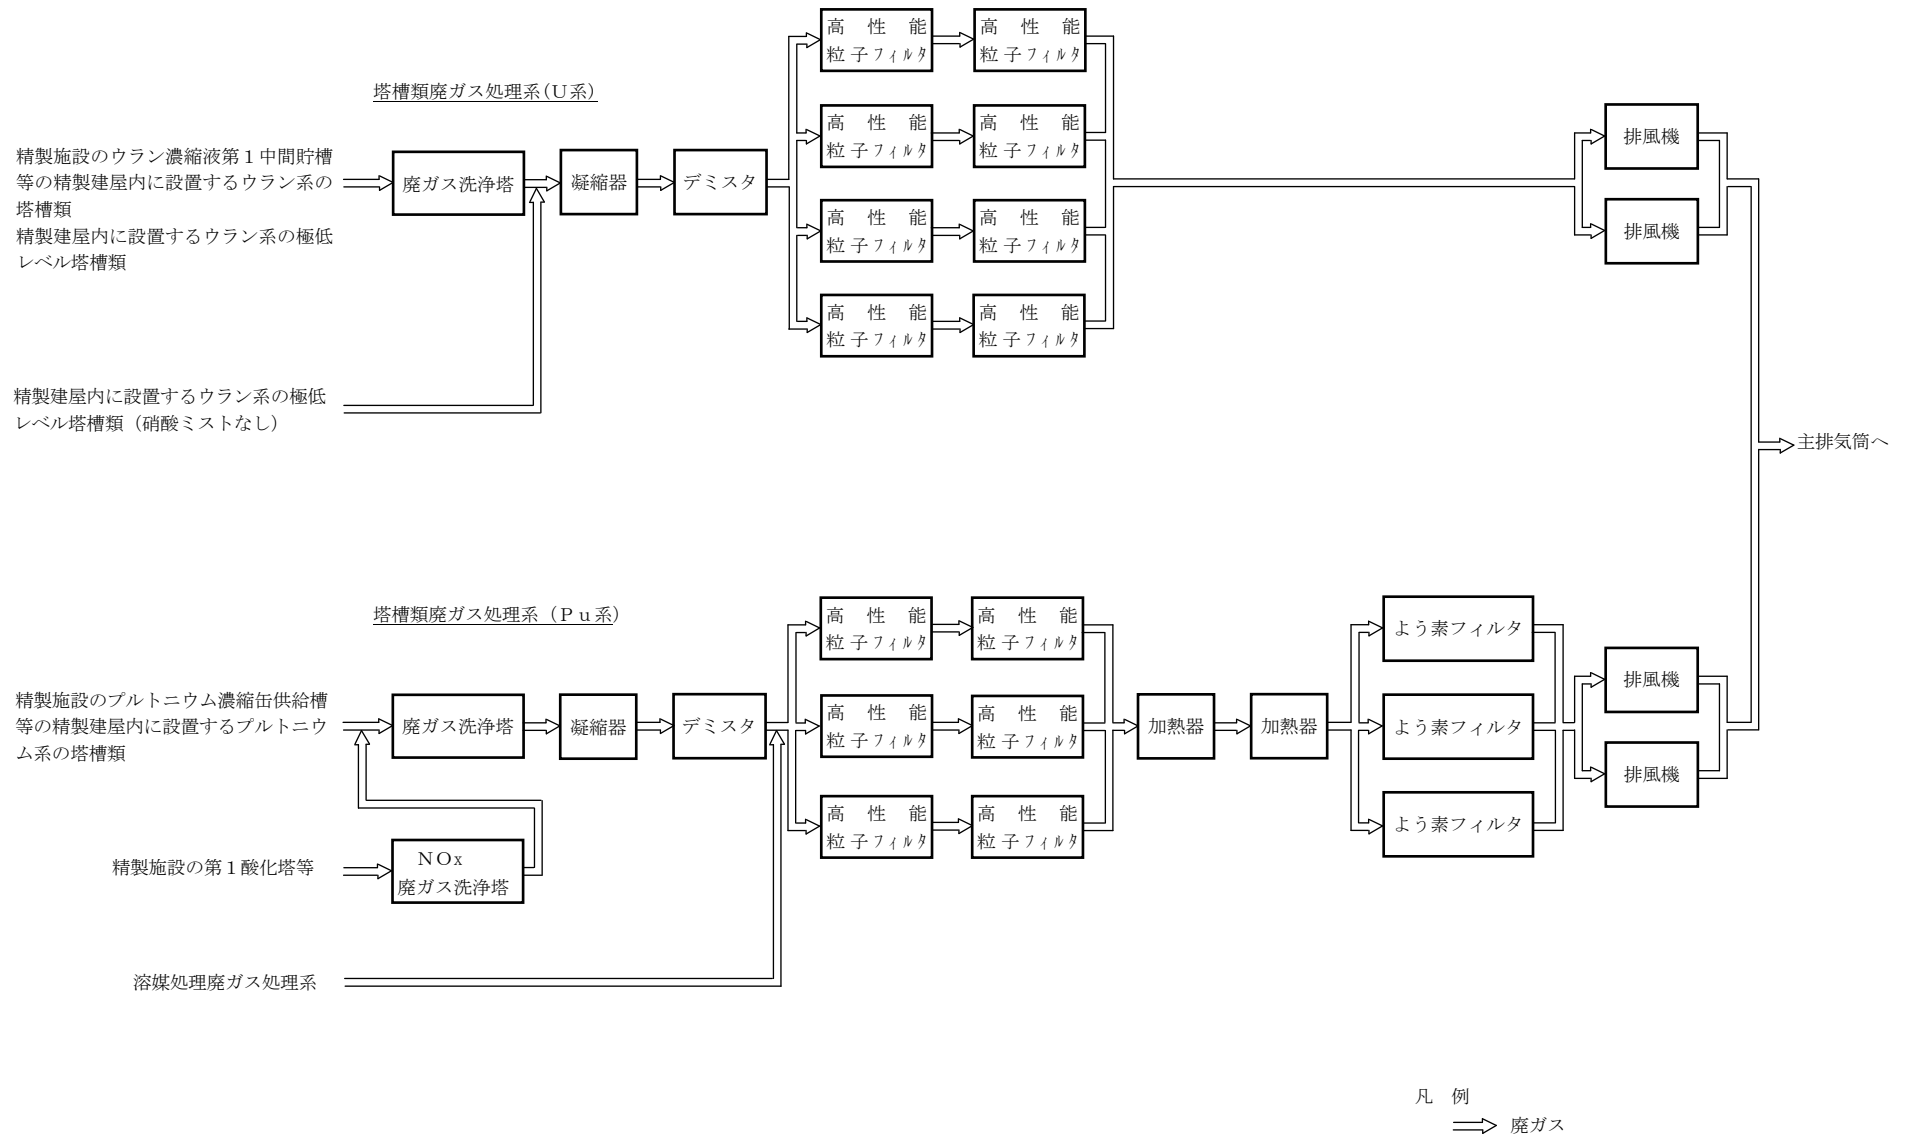 塔槽類廃ガス処理系(U系)
精製施設のウラン濃縮液第１中間貯槽
等の精製建屋内に設置するウラン系の
塔槽類
精製建屋内に設置するウラン系の極低
レベル塔槽類
廃ガス洗浄塔
凝縮器
デミスタ
高性能
粒子フィルタ
高性能
粒子フィルタ
高性能
粒子フィルタ
高性能
粒子フィルタ
高性能
粒子フィルタ
高性能
粒子フィルタ
高性能
粒子フィルタ
高性能
粒子フィルタ
排風機
排風機
精製建屋内に設置するウラン系の極低
レベル塔槽類（硝酸ミストなし）
主排気筒へ
塔槽類廃ガス処理系（Ｐｕ系）
精製施設のプルトニウム濃縮缶供給槽
等の精製建屋内に設置するプルトニウ
ム系の塔槽類
廃ガス洗浄塔
凝縮器
デミスタ
高性能
粒子フィルタ
高性能
粒子フィルタ
高性能
粒子フィルタ
高性能
粒子フィルタ
高性能
粒子フィルタ
高性能
粒子フィルタ
加熱器
加熱器
よう素フィルタ
よう素フィルタ
よう素フィルタ
排風機
排風機
精製施設の第１酸化塔等
ＮＯx
廃ガス洗浄塔
溶媒処理廃ガス処理系
凡　例
廃ガス